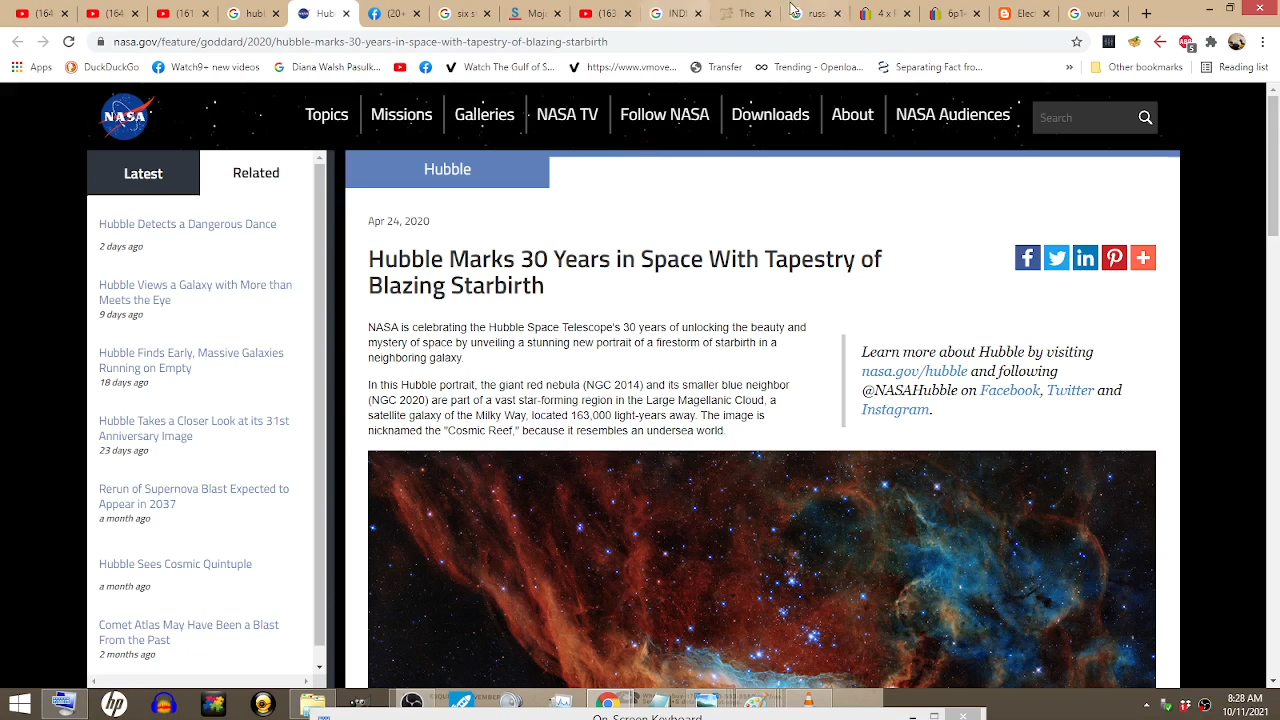 (164
Hub
(20+
Moj
(163
INDI
The
russ
4 x l
6p1-
Elec
wur
nasa.gov/feature/goddard/2020/hubble-marks-30-years-in-space-with-tapestry-of-blazing-starbirth
Apps
DuckDuckGo
Watch9+ new videos
Diana Walsh Pasulk...
Watch The Gulf of S...
https://www.vmove...
Transfer
Trending - Openloa...
Separating Fact fro...
»
Other bookmarks
Reading list
NASA
Topics
Missions
Galleries
NASA TV
Follow NASA
Downloads
About
NASA Audiences
Search
Latest
Related
Hubble Detects a Dangerous Dance
2 days ago
Hubble Views a Galaxy with More than
Meets the Eye
9 days ago
Hubble Finds Early, Massive Galaxies
Running on Empty
18 days ago
Hubble Takes a Closer Look at its 31st
Anniversary Image
23 days ago
Rerun of Supernova Blast Expected to
Appear in 2037
a month ago
Hubble Sees Cosmic Quintuple
a month ago
Comet Atlas May Have Been a Blast
From the Past
2 months ago
Hubble
Apr 24, 2020
Hubble Marks 30 Years in Space With Tapestry of
Blazing Starbirth
NASA is celebrating the Hubble Space Telescope's 30 years of unlocking the beauty and
mystery of space by unveiling a stunning new portrait of a firestorm of starbirth in a
neighboring galaxy.
In this Hubble portrait, the giant red nebula (NGC 2014) and its smaller blue neighbor
(NGC 2020) are part of a vast star-forming region in the Large Magellanic Cloud, a
satellite galaxy of the Milky Way, located 163,000 light-years away. The image is
nicknamed the "Cosmic Reef," because it resembles an undersea world.
Learn more about Hubble by visiting
nasa.gov/hubble and following
@NASAHubble on Facebook, Twitter and
Instagram.
8:28 AM
10/11/2021
On-Screen Keyboard